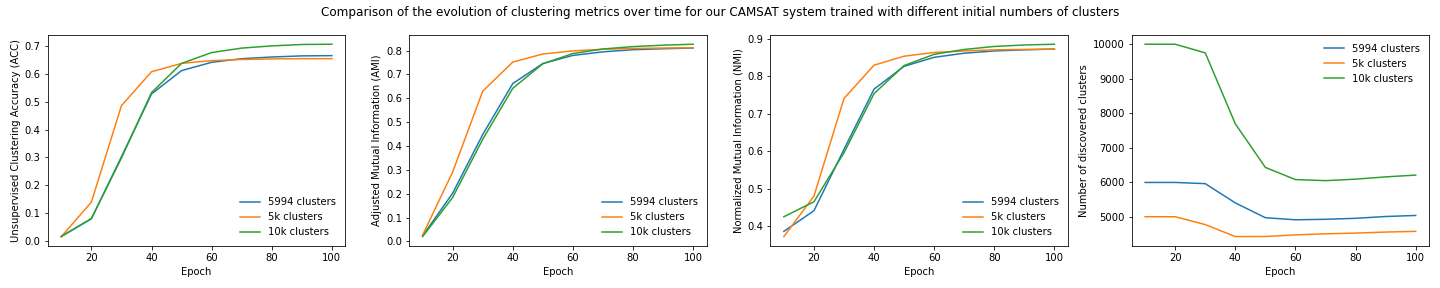 Comparison of the evolution of clustering metrics over time for our CAMSAT system trained with different initial numbers of clusters
Unsupervised Clustering Accuracy (ACC)
0.7
0.6
0.5
0.4
0.3
0.2
0.1
0.0
5994 clusters
5k clusters
10k clusters
20
40
60
80
100
Epoch
Adjusted Mutual Information (AMI)
0.8
0.7
0.6
0.5
0.4
0.3
0.2
0.1
0.0
5994 clusters
5k clusters
10k clusters
20
40
60
80
100
Epoch
Normalized Mutual Information (NMI)
0.9
0.8
0.7
0.6
0.5
0.4
5994 clusters
5k clusters
10k clusters
20
40
60
80
100
Epoch
Number of discovered clusters
10000
9000
8000
7000
6000
5000
5994 clusters
5k clusters
10k clusters
20
40
60
80
100
Epoch